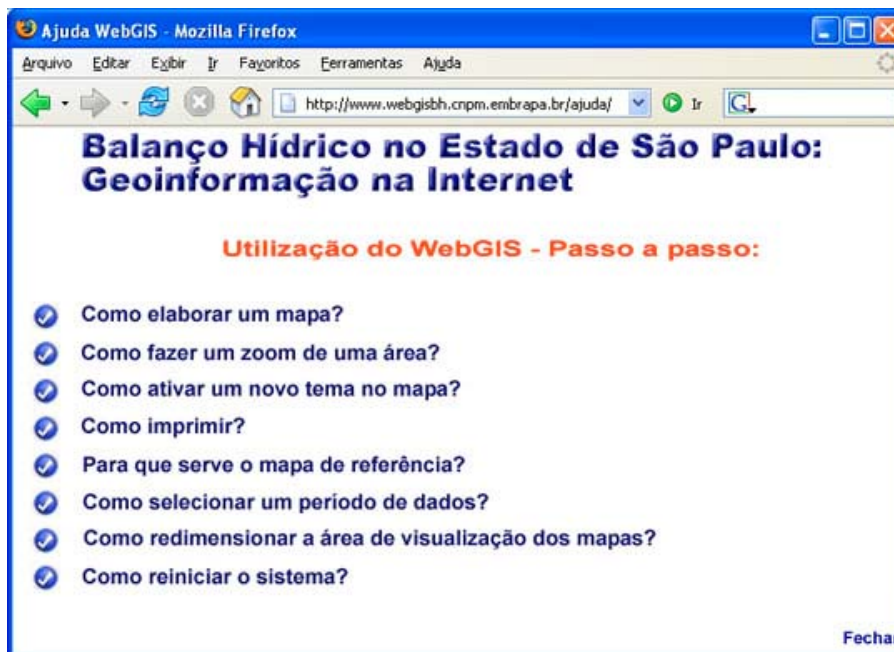 Ajuda WebGIS - Mozilla Firefox
Arquivo Editar Exibir Ir Favoritos Ferramentas Ajuda
http://www.webgisbh.cnpm.embrapa.br/ajuda/ Ir G
Balanço Hídrico no Estado de São Paulo:
Geoinformação na Internet
Utilização do WebGIS - Passo a passo:
Como elaborar um mapa?
Como fazer um zoom de uma área?
Como ativar um novo tema no mapa?
Como imprimir?
Para que serve o mapa de referência?
Como selecionar um período de dados?
Como redimensionar a área de visualização dos mapas?
Como reiniciar o sistema?
Fechar